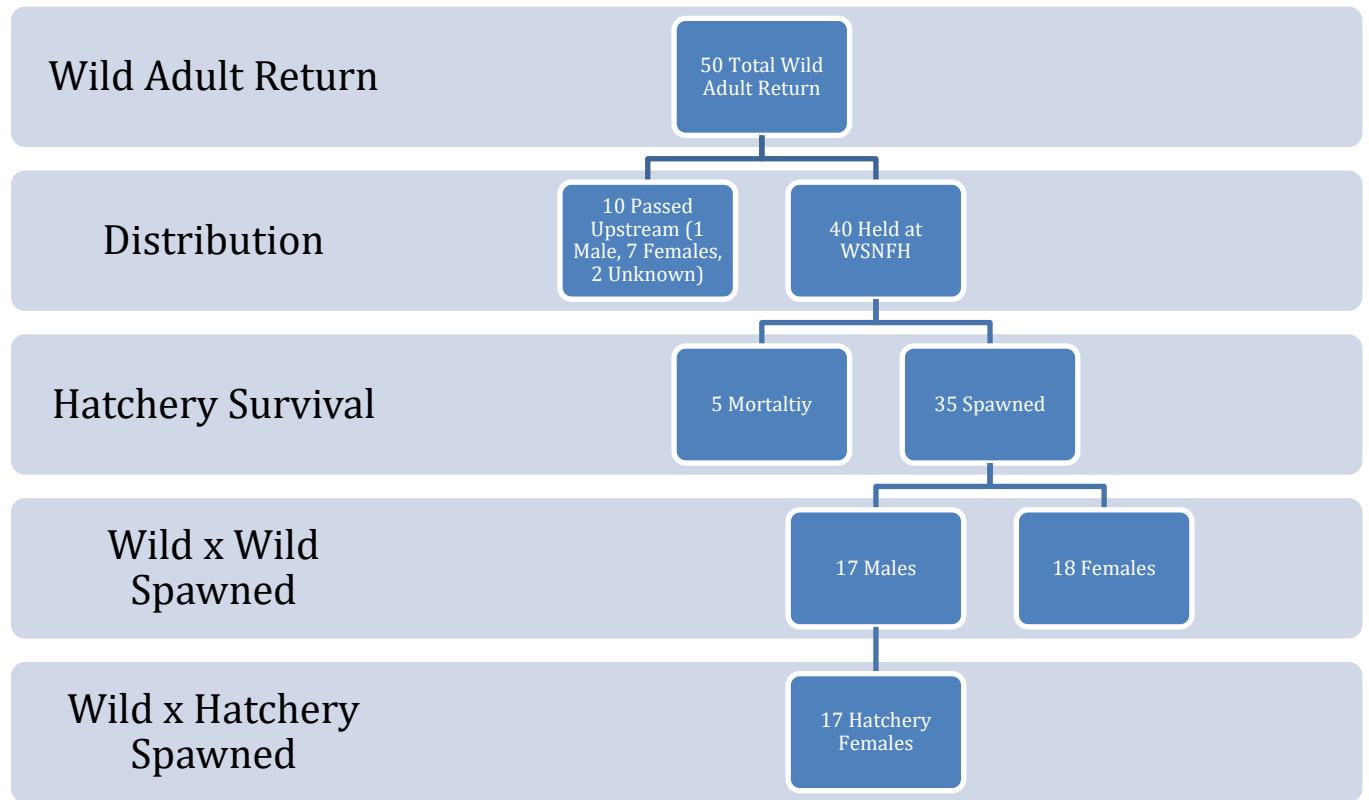 Wild Adult Return
50 Total Wild
Adult Return
Distribution
10 Passed
Upstream (1
Male, 7 Females,
2 Unknown)
40 Held at
WSNFH
Hatchery Survival
5 Mortaltiy
35 Spawned
Wild x Wild
Spawned
17 Males
18 Females
Wild x Hatchery
Spawned
17 Hatchery
Females